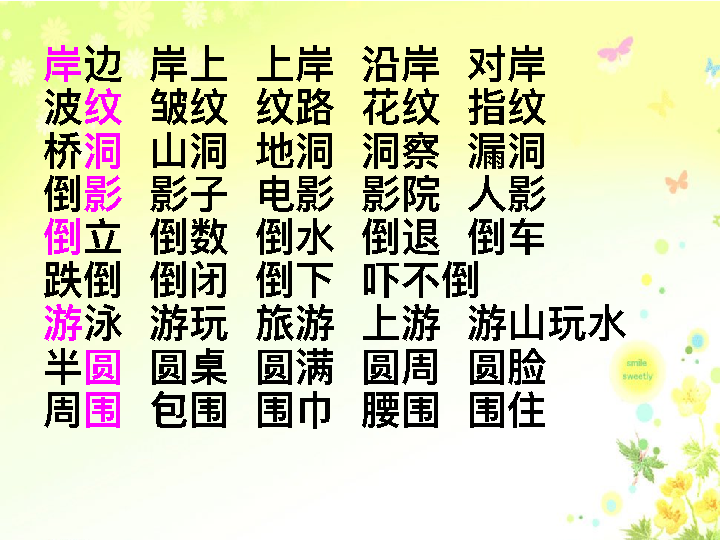 岸边 岸上 上岸 沿岸 对岸
波纹 皱纹 纹路 花纹 指纹
桥洞 山洞 地洞 洞察 漏洞
倒影 影子 电影 影院 人影
倒立 倒数 倒水 倒退 倒车
跌倒 倒闭 倒下 吓不倒
游泳 游玩 旅游 上游 游山玩水
半圆 圆桌 圆满 圆周 圆脸
周围 包围 围巾 腰围 围住
smile
sweetly